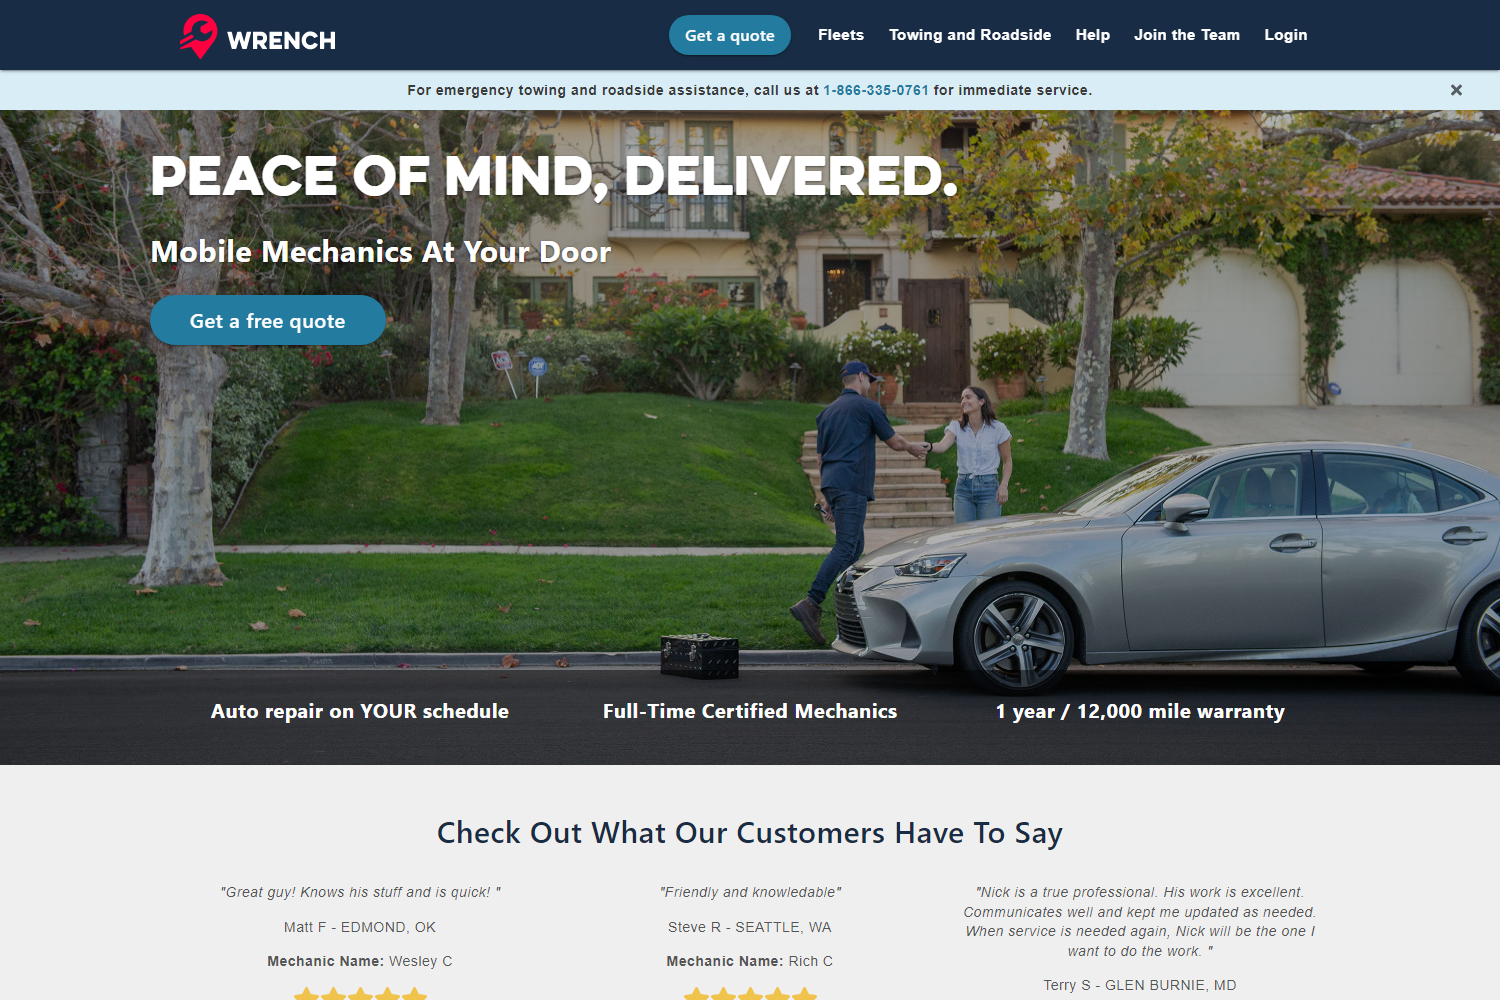 WRENCH
Get a quote
Fleets
Towing and Roadside
Help
Join the Team
Login
For emergency towing and roadside assistance, call us at 1-866-335-0761 for immediate service.
×
PEACE OF MIND, DELIVERED.
Mobile Mechanics At Your Door
Get a free quote
Auto repair on YOUR schedule
Full-Time Certified Mechanics
1 year / 12,000 mile warranty
Check Out What Our Customers Have To Say
"Great guy! Knows his stuff and is quick! "
Matt F - EDMOND, OK
Mechanic Name: Wesley C
"Friendly and knowledable"
Steve R - SEATTLE, WA
Mechanic Name: Rich C
"Nick is a true professional. His work is excellent.
Communicates well and kept me updated as needed.
When service is needed again, Nick will be the one I
want to do the work. "
Terry S - GLEN BURNIE, MD